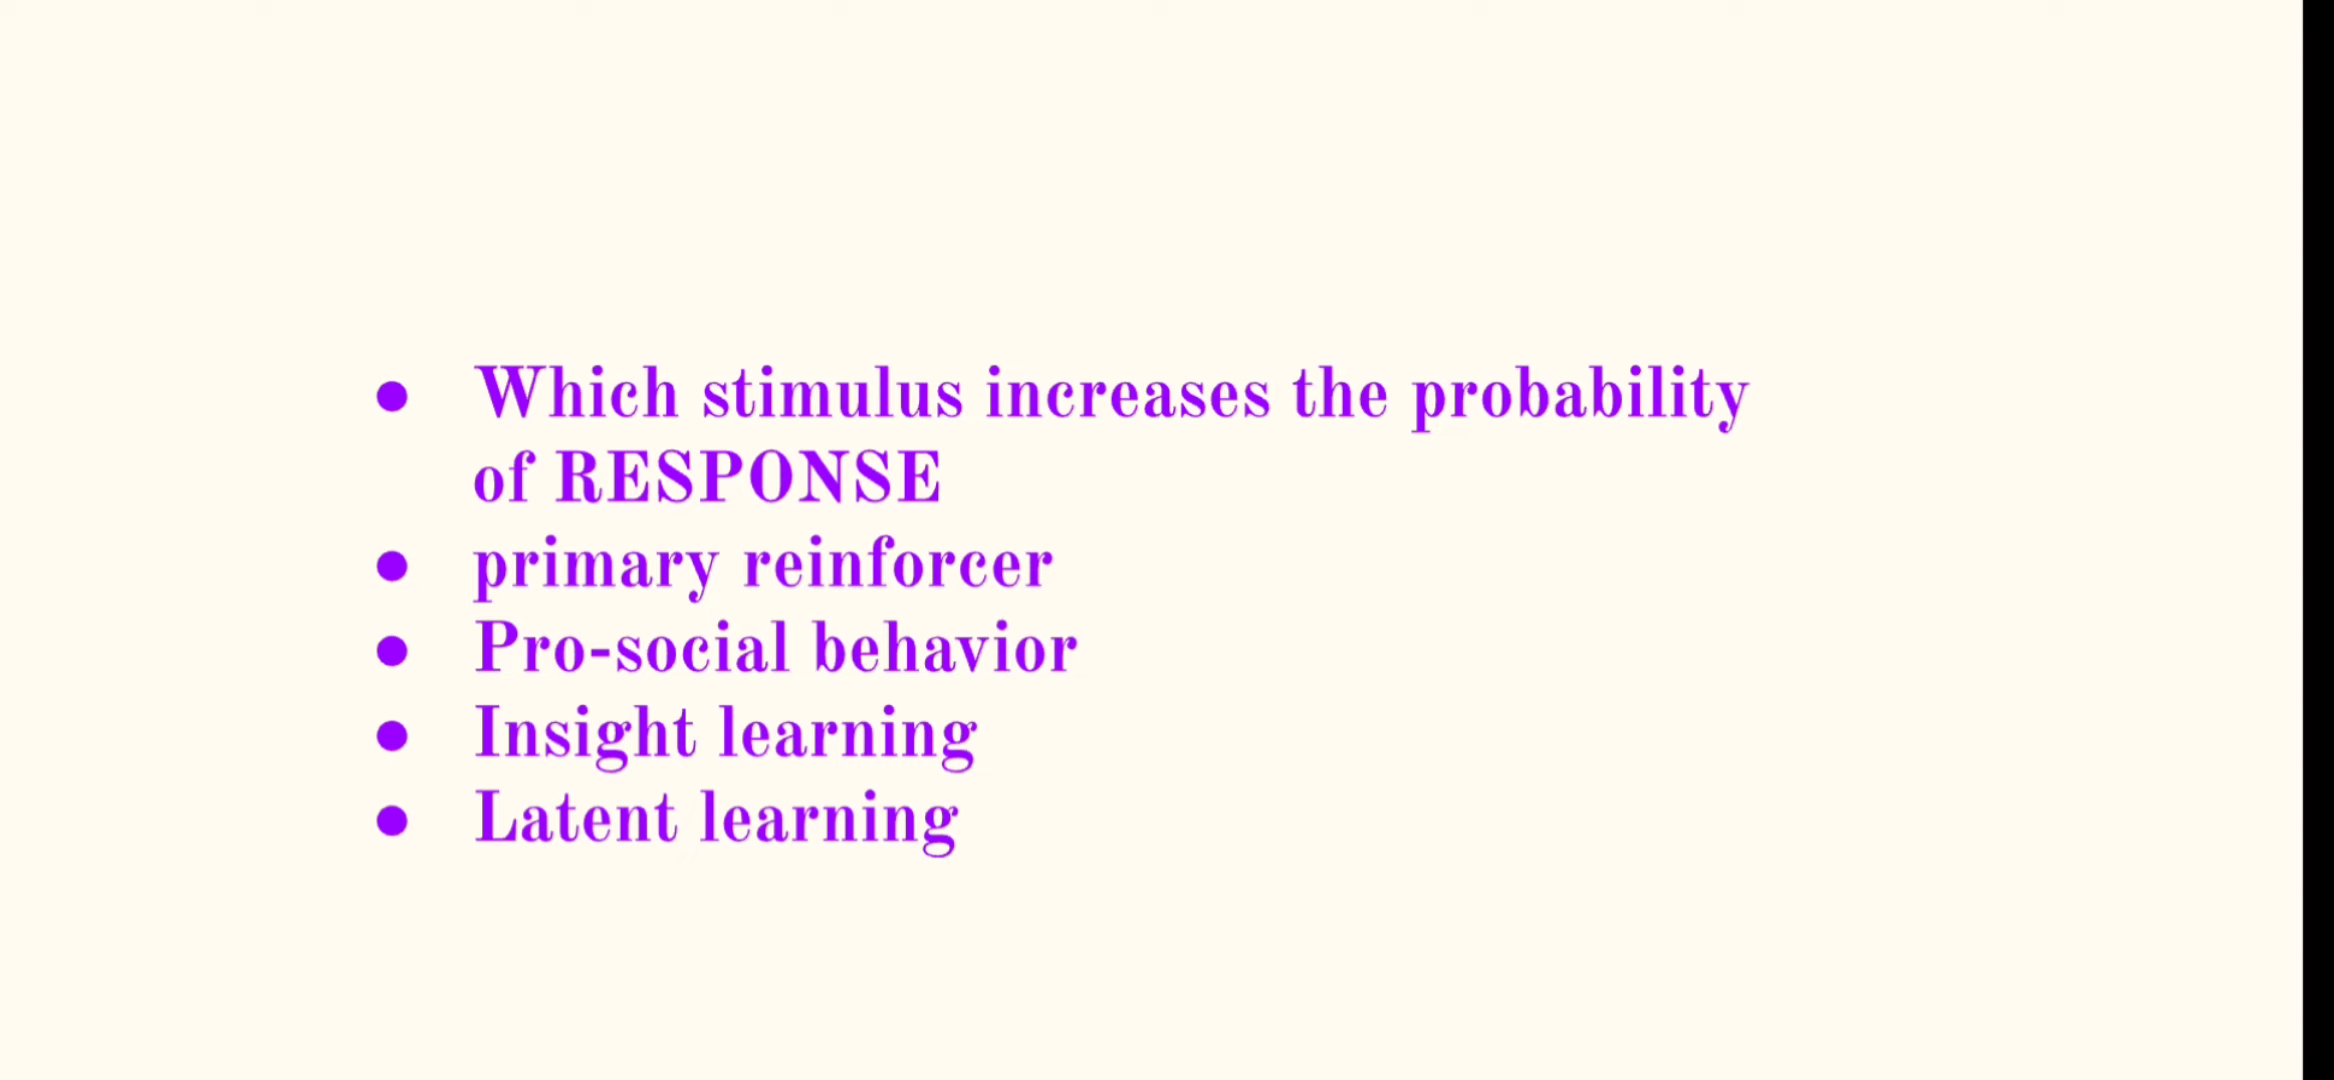 ● Which stimulus increases the probability
of RESPONSE
● primary reinforcer
● Pro-social behavior
● Insight learning
● Latent learning